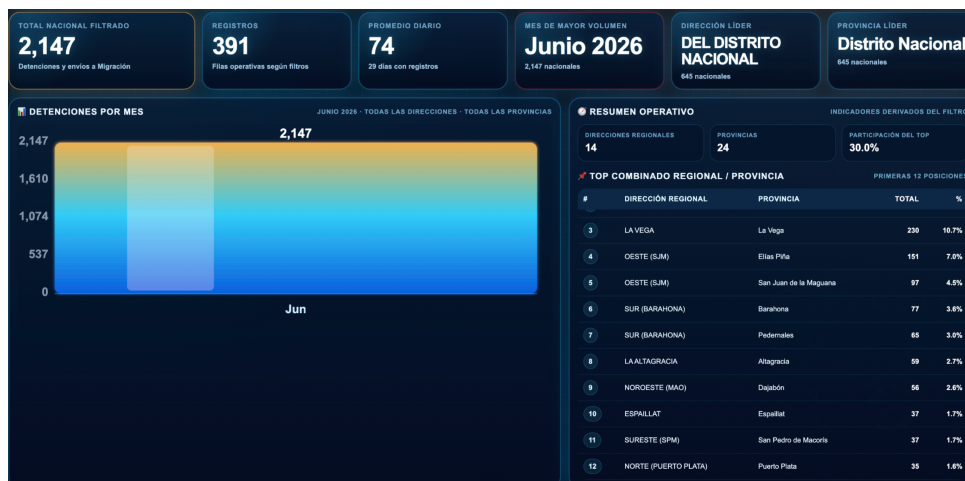 TOTAL NACIONAL FILTRADO
2,147
Detenciones y envíos a Migración
REGISTROS
391
Filas operativas según filtros
PROMEDIO DIARIO
74
29 días con registros
MES DE MAYOR VOLUMEN
Junio 2026
2,147 nacionales
DIRECCIÓN LÍDER
DEL DISTRITO
NACIONAL
645 nacionales
PROVINCIA LÍDER
Distrito Nacional
645 nacionales
DETENCIONES POR MES
JUNIO 2026 · TODAS LAS DIRECCIONES · TODAS LAS PROVINCIAS
2,147
2,147
1,610
1,074
537
0
Jun
RESUMEN OPERATIVO
INDICADORES DERIVADOS DEL FILTRO
DIRECCIONES REGIONALES
14
PROVINCIAS
24
PARTICIPACIÓN DEL TOP
30.0%
TOP COMBINADO REGIONAL / PROVINCIA
PRIMERAS 12 POSICIONES
# DIRECCIÓN REGIONAL PROVINCIA TOTAL %
3 LA VEGA La Vega 230 10.7%
4 OESTE (SJM) Elías Piña 151 7.0%
5 OESTE (SJM) San Juan de la Maguana 97 4.5%
6 SUR (BARAHONA) Barahona 77 3.6%
7 SUR (BARAHONA) Pedernales 65 3.0%
8 LA ALTAGRACIA Altagracia 59 2.7%
9 NOROESTE (MAO) Dajabón 56 2.6%
10 ESPAILLAT Espaillat 37 1.7%
11 SURESTE (SPM) San Pedro de Macorís 37 1.7%
12 NORTE (PUERTO PLATA) Puerto Plata 35 1.6%